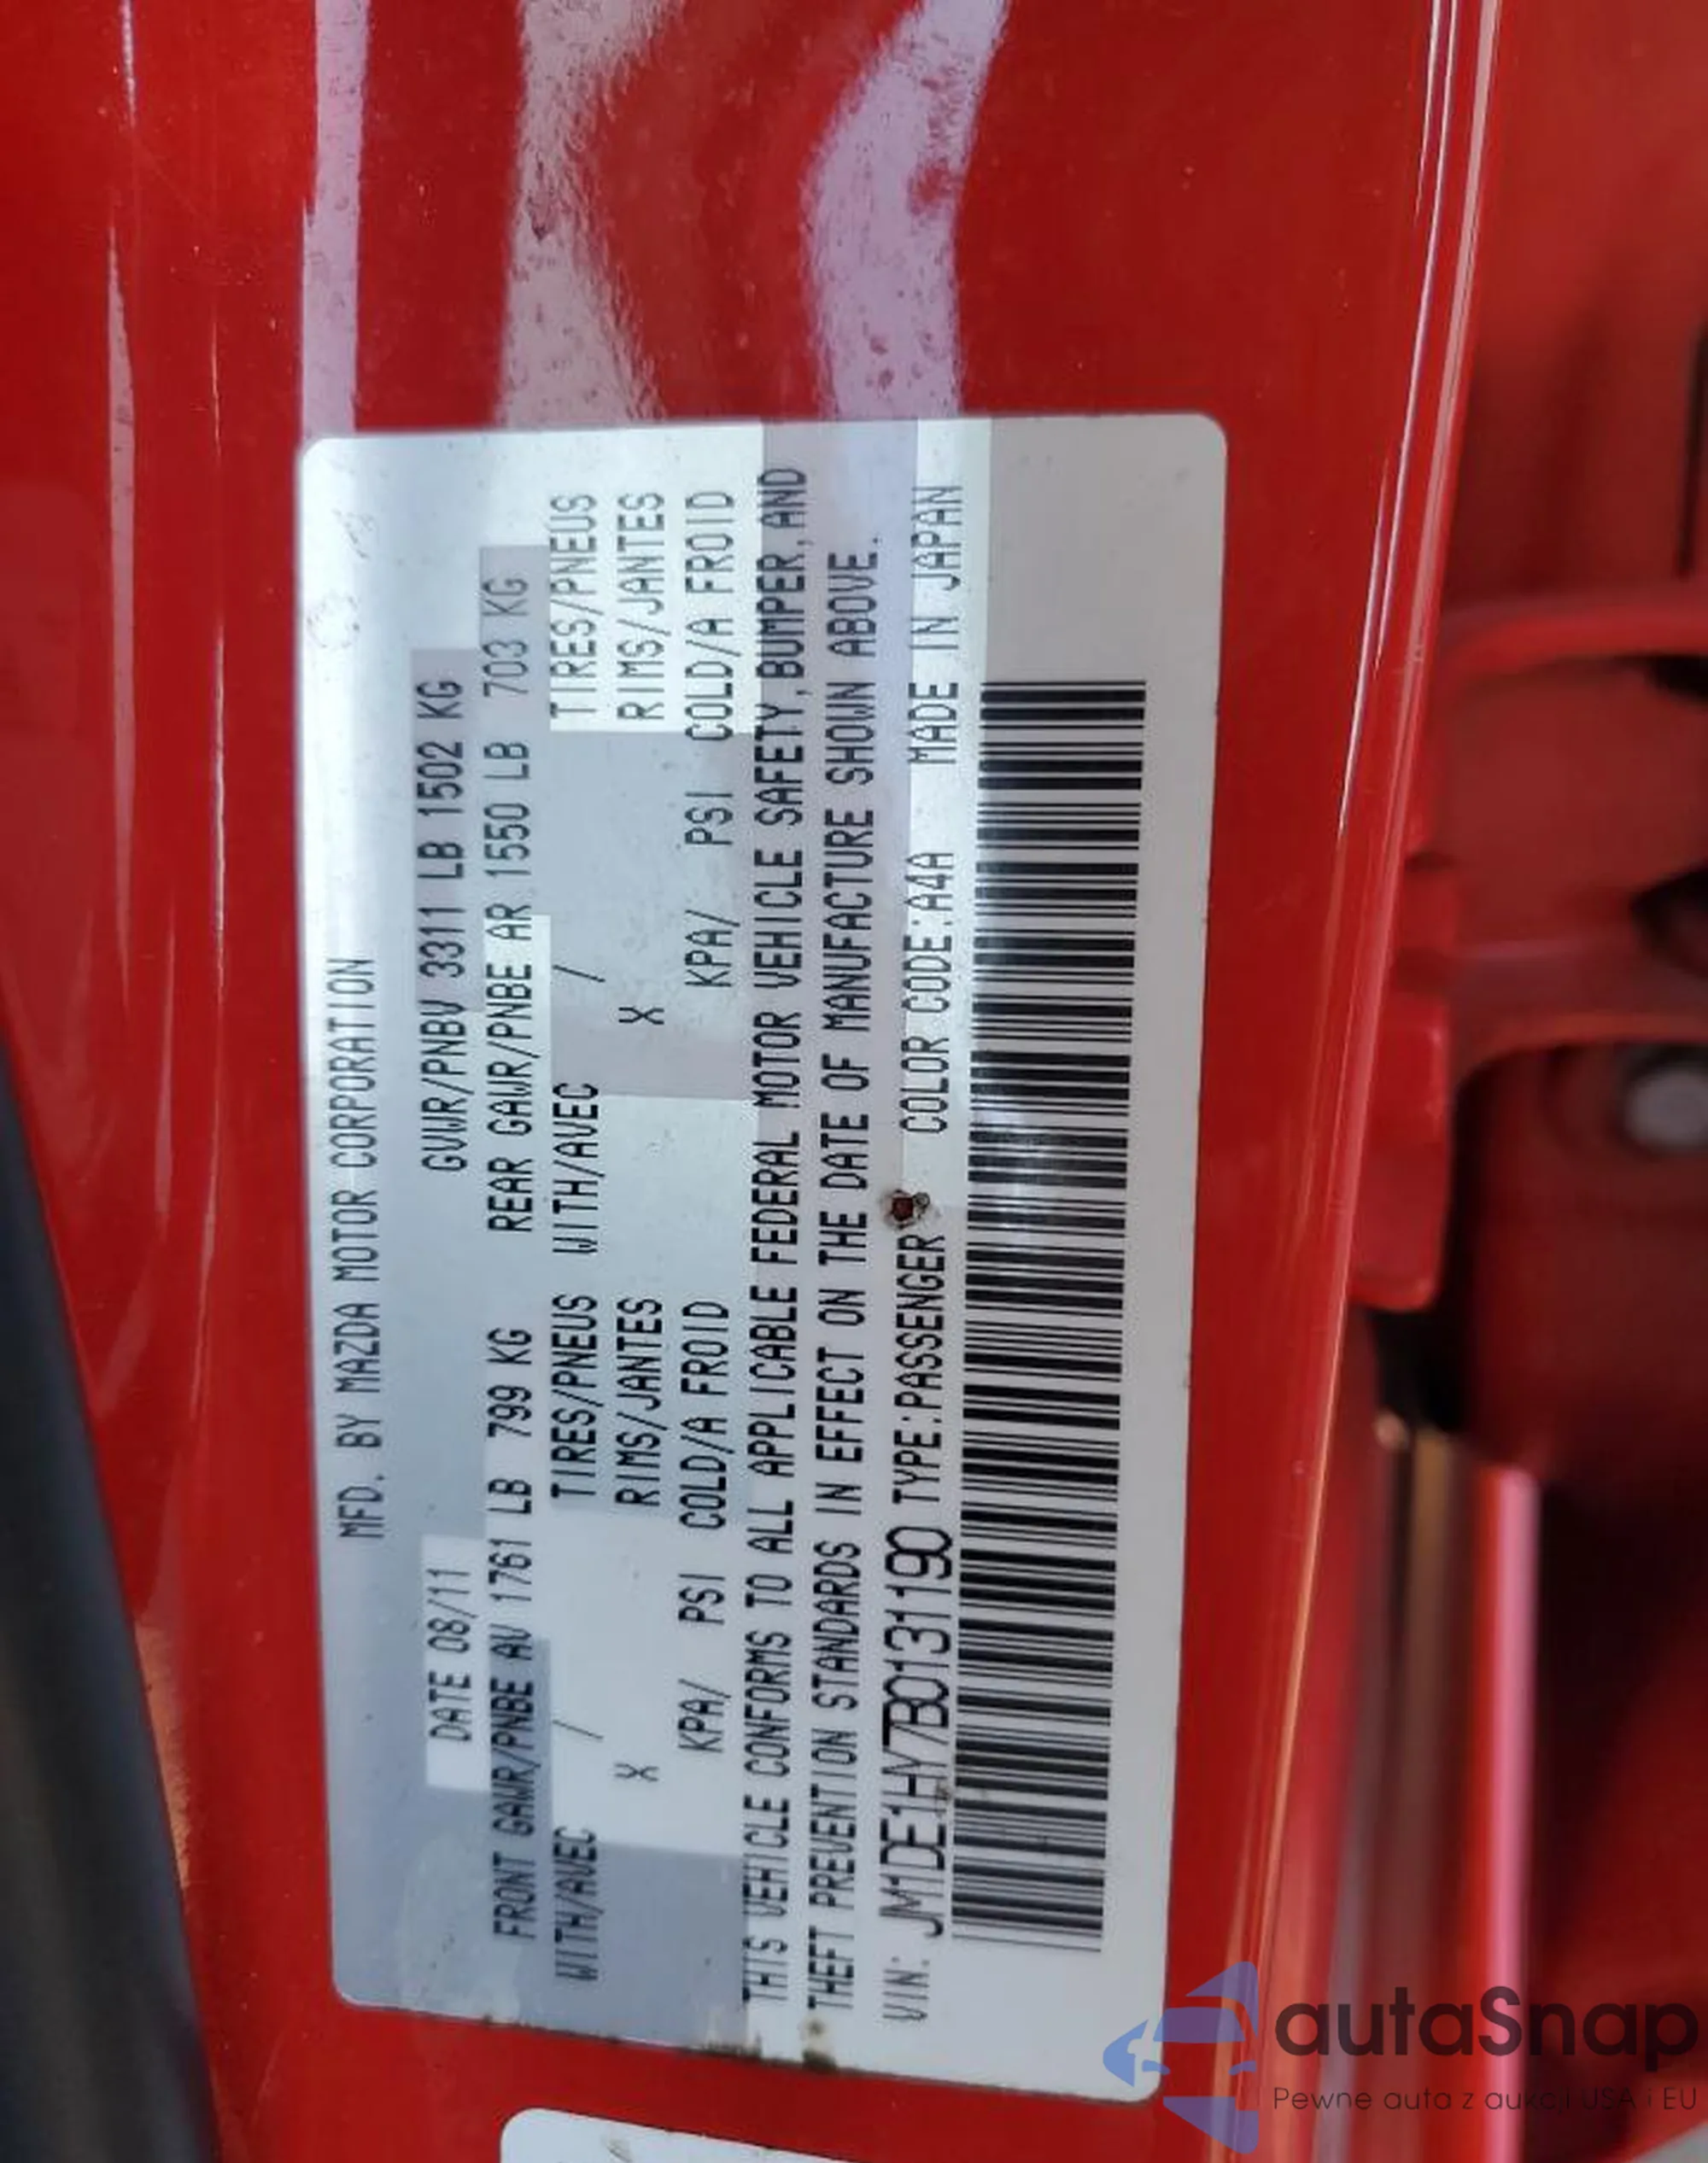 MFD. BY MAZDA MOTOR CORPORATION
DATE 08/11 GVWR/PNBV 3311 LB 1502 KG
FRONT GAWR/PNBE AV 1761 LB 799 KG REAR GAWR/PNBE AR 1550 LB 703 KG
WITH/AVEC / TIRES/PNEUS WITH/AVEC / TIRES/PNEUS
X RIMS/JANTES X RIMS/JANTES
KPA/ PSI COLD/A FROID KPA/ PSI COLD/A FROID
THIS VEHICLE CONFORMS TO ALL APPLICABLE FEDERAL MOTOR VEHICLE SAFETY,BUMPER,AND
THEFT PREVENTION STANDARDS IN EFFECT ON THE DATE OF MANUFACTURE SHOWN ABOVE.
VIN: JM1DE1HY7B0131190 TYPE:PASSENGER COLOR CODE:A4A MADE IN JAPAN
autaSnap
Pewne auta z aukcji USA i EU